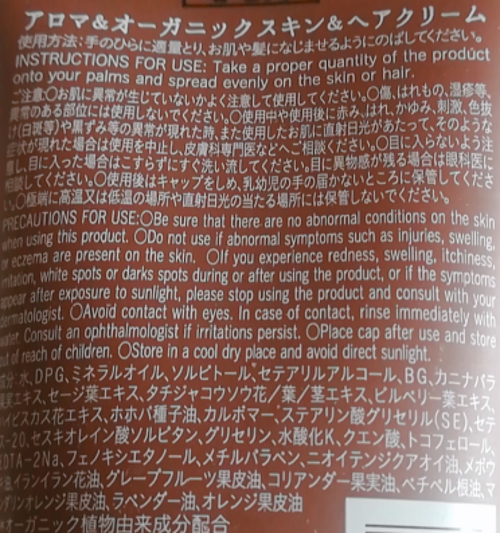 アロマ&オーガニックスキン&ヘアクリーム
使用方法:手のひらに適量とり、お肌や髪になじませるようにのばしてください。
INSTRUCTIONS FOR USE: Take a proper quantity of the product
onto your palms and spread evenly on the skin or hair.
ご注意:〇お肌に異常が生じていないかよく注意して使用してください。〇傷、はれもの、湿疹等、
異常のある部位には使用しないでください。〇使用中や使用後に赤み、はれ、かゆみ、刺激、色抜
け(白斑等)や黒ずみ等の異常が現れた時、また使用したお肌に直射日光があたって、そのような
症状が現れた場合は使用を中止し、皮膚科専門医などへご相談ください。〇目に入らないよう注
意し、目に入った場合はこすらずにすぐ洗い流してください。目に異物感が残る場合は眼科医に
相談してください。〇使用後はキャップをしめ、乳幼児の手の届かないところに保管してくださ
い。〇極端に高温又は低温の場所や直射日光の当たる場所には保管しないでください。
PRECAUTIONS FOR USE:〇Be sure that there are no abnormal conditions on the skin
when using this product. 〇Do not use if abnormal symptoms such as injuries, swelling,
or eczema are present on the skin. 〇If you experience redness, swelling, itchiness,
irritation, white spots or darks spots during or after using the product, or if the symptoms
appear after exposure to sunlight, please stop using the product and consult with your
dermatologist. 〇Avoid contact with eyes. In case of contact, rinse immediately with
water. Consult an ophthalmologist if irritations persist. 〇Place cap after use and store
out of reach of children. 〇Store in a cool dry place and avoid direct sunlight.
成分:水、DPG、ミネラルオイル、ソルビトール、セテアリルアルコール、BG、カニナバラ
果実エキス、セージ葉エキス、タチジャコウソウ花/葉/茎エキス、ビルベリー葉エキス、
ハイビスカス花エキス、ホホバ種子油、カルボマー、ステアリン酸グリセリル(SE)、セテ
ス-20、セスキオレイン酸ソルビタン、グリセリン、水酸化K、クエン酸、トコフェロール、
EDTA-2Na、フェノキシエタノール、メチルパラベン、ニオイテンジクアオイ油、メボウ
キ油、イランイラン花油、グレープフルーツ果皮油、コリアンダー果実油、ベチベル根油、マ
ンダリンオレンジ果皮油、ラベンダー油、オレンジ果皮油
*オーガニック植物由来成分配合